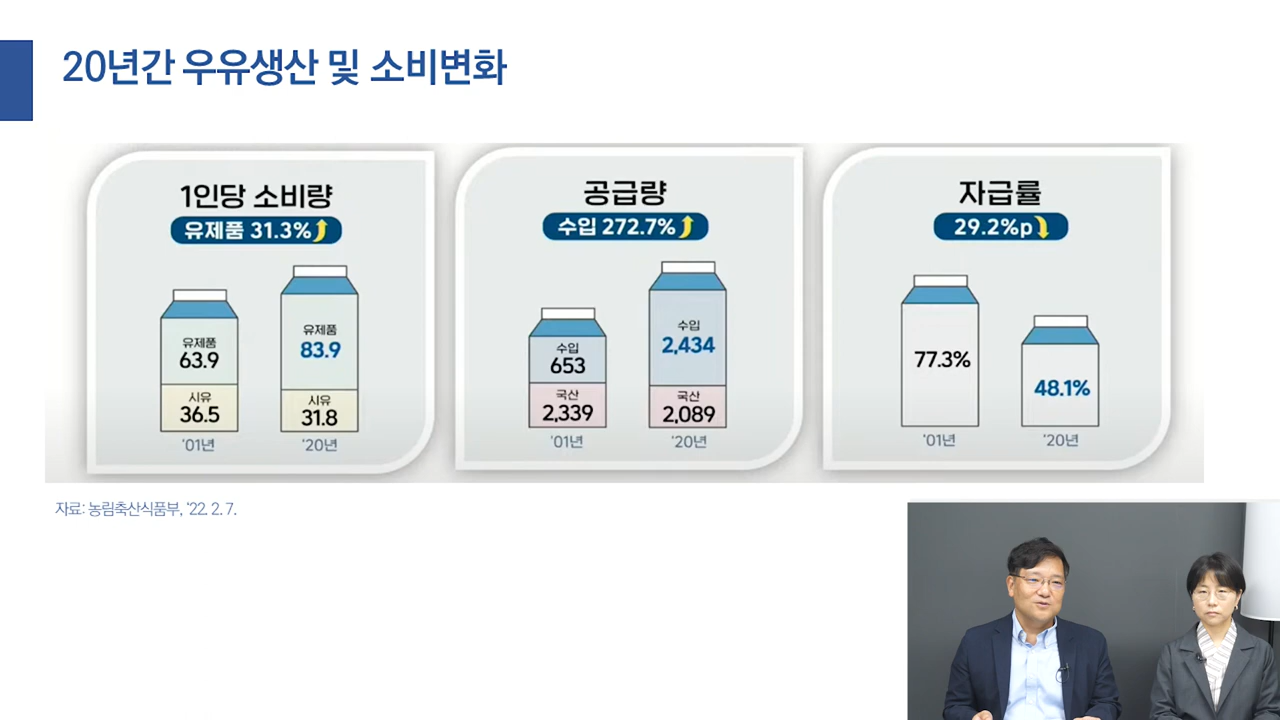 20년간 우유생산 및 소비변화
1인당 소비량
유제품 31.3%
유제품
63.9
시유
36.5
'01년
유제품
83.9
시유
31.8
'20년
공급량
수입 272.7%
수입
653
국산
2,339
'01년
수입
2,434
국산
2,089
'20년
자급률
29.2%p
77.3%
'01년
48.1%
'20년
자료: 농림축산식품부, '22. 2. 7.